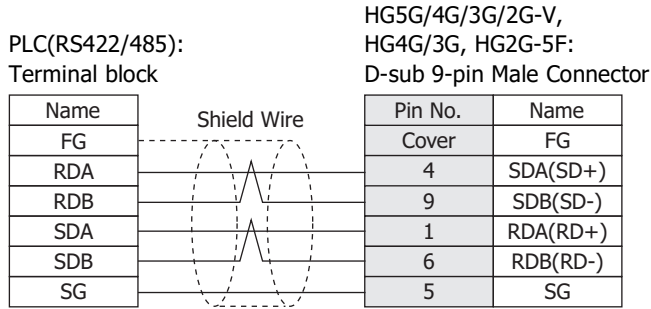 HG5G/4G/3G/2G-V,
PLC(RS422/485): HG4G/3G, HG2G-5F:
Terminal block D-sub 9-pin Male Connector
Name Shield Wire Pin No. Name
FG Cover FG
RDA 4 SDA(SD+)
RDB 9 SDB(SD-)
SDA 1 RDA(RD+)
SDB 6 RDB(RD-)
SG 5 SG